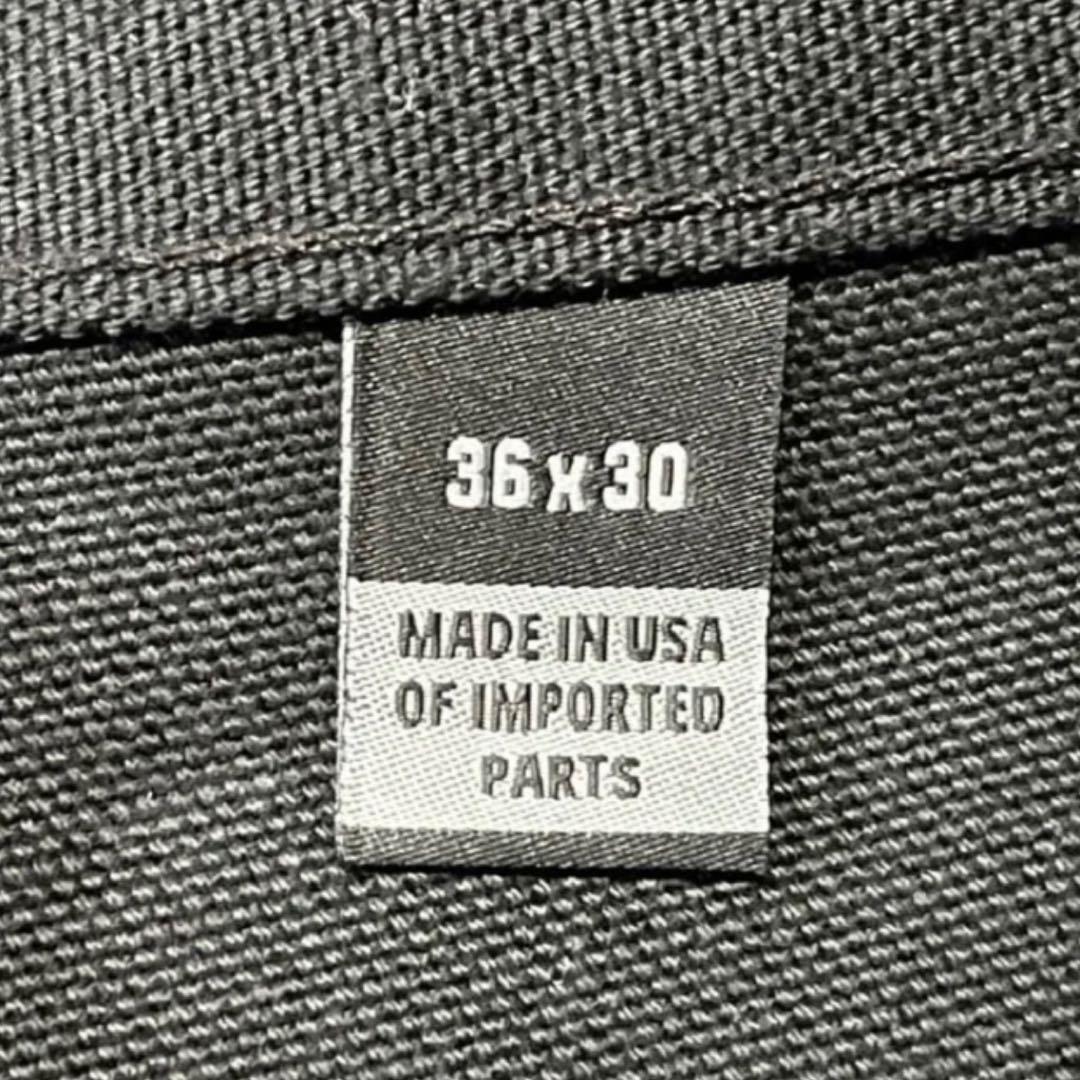 36 x 30
MADE IN USA
OF IMPORTED
PARTS